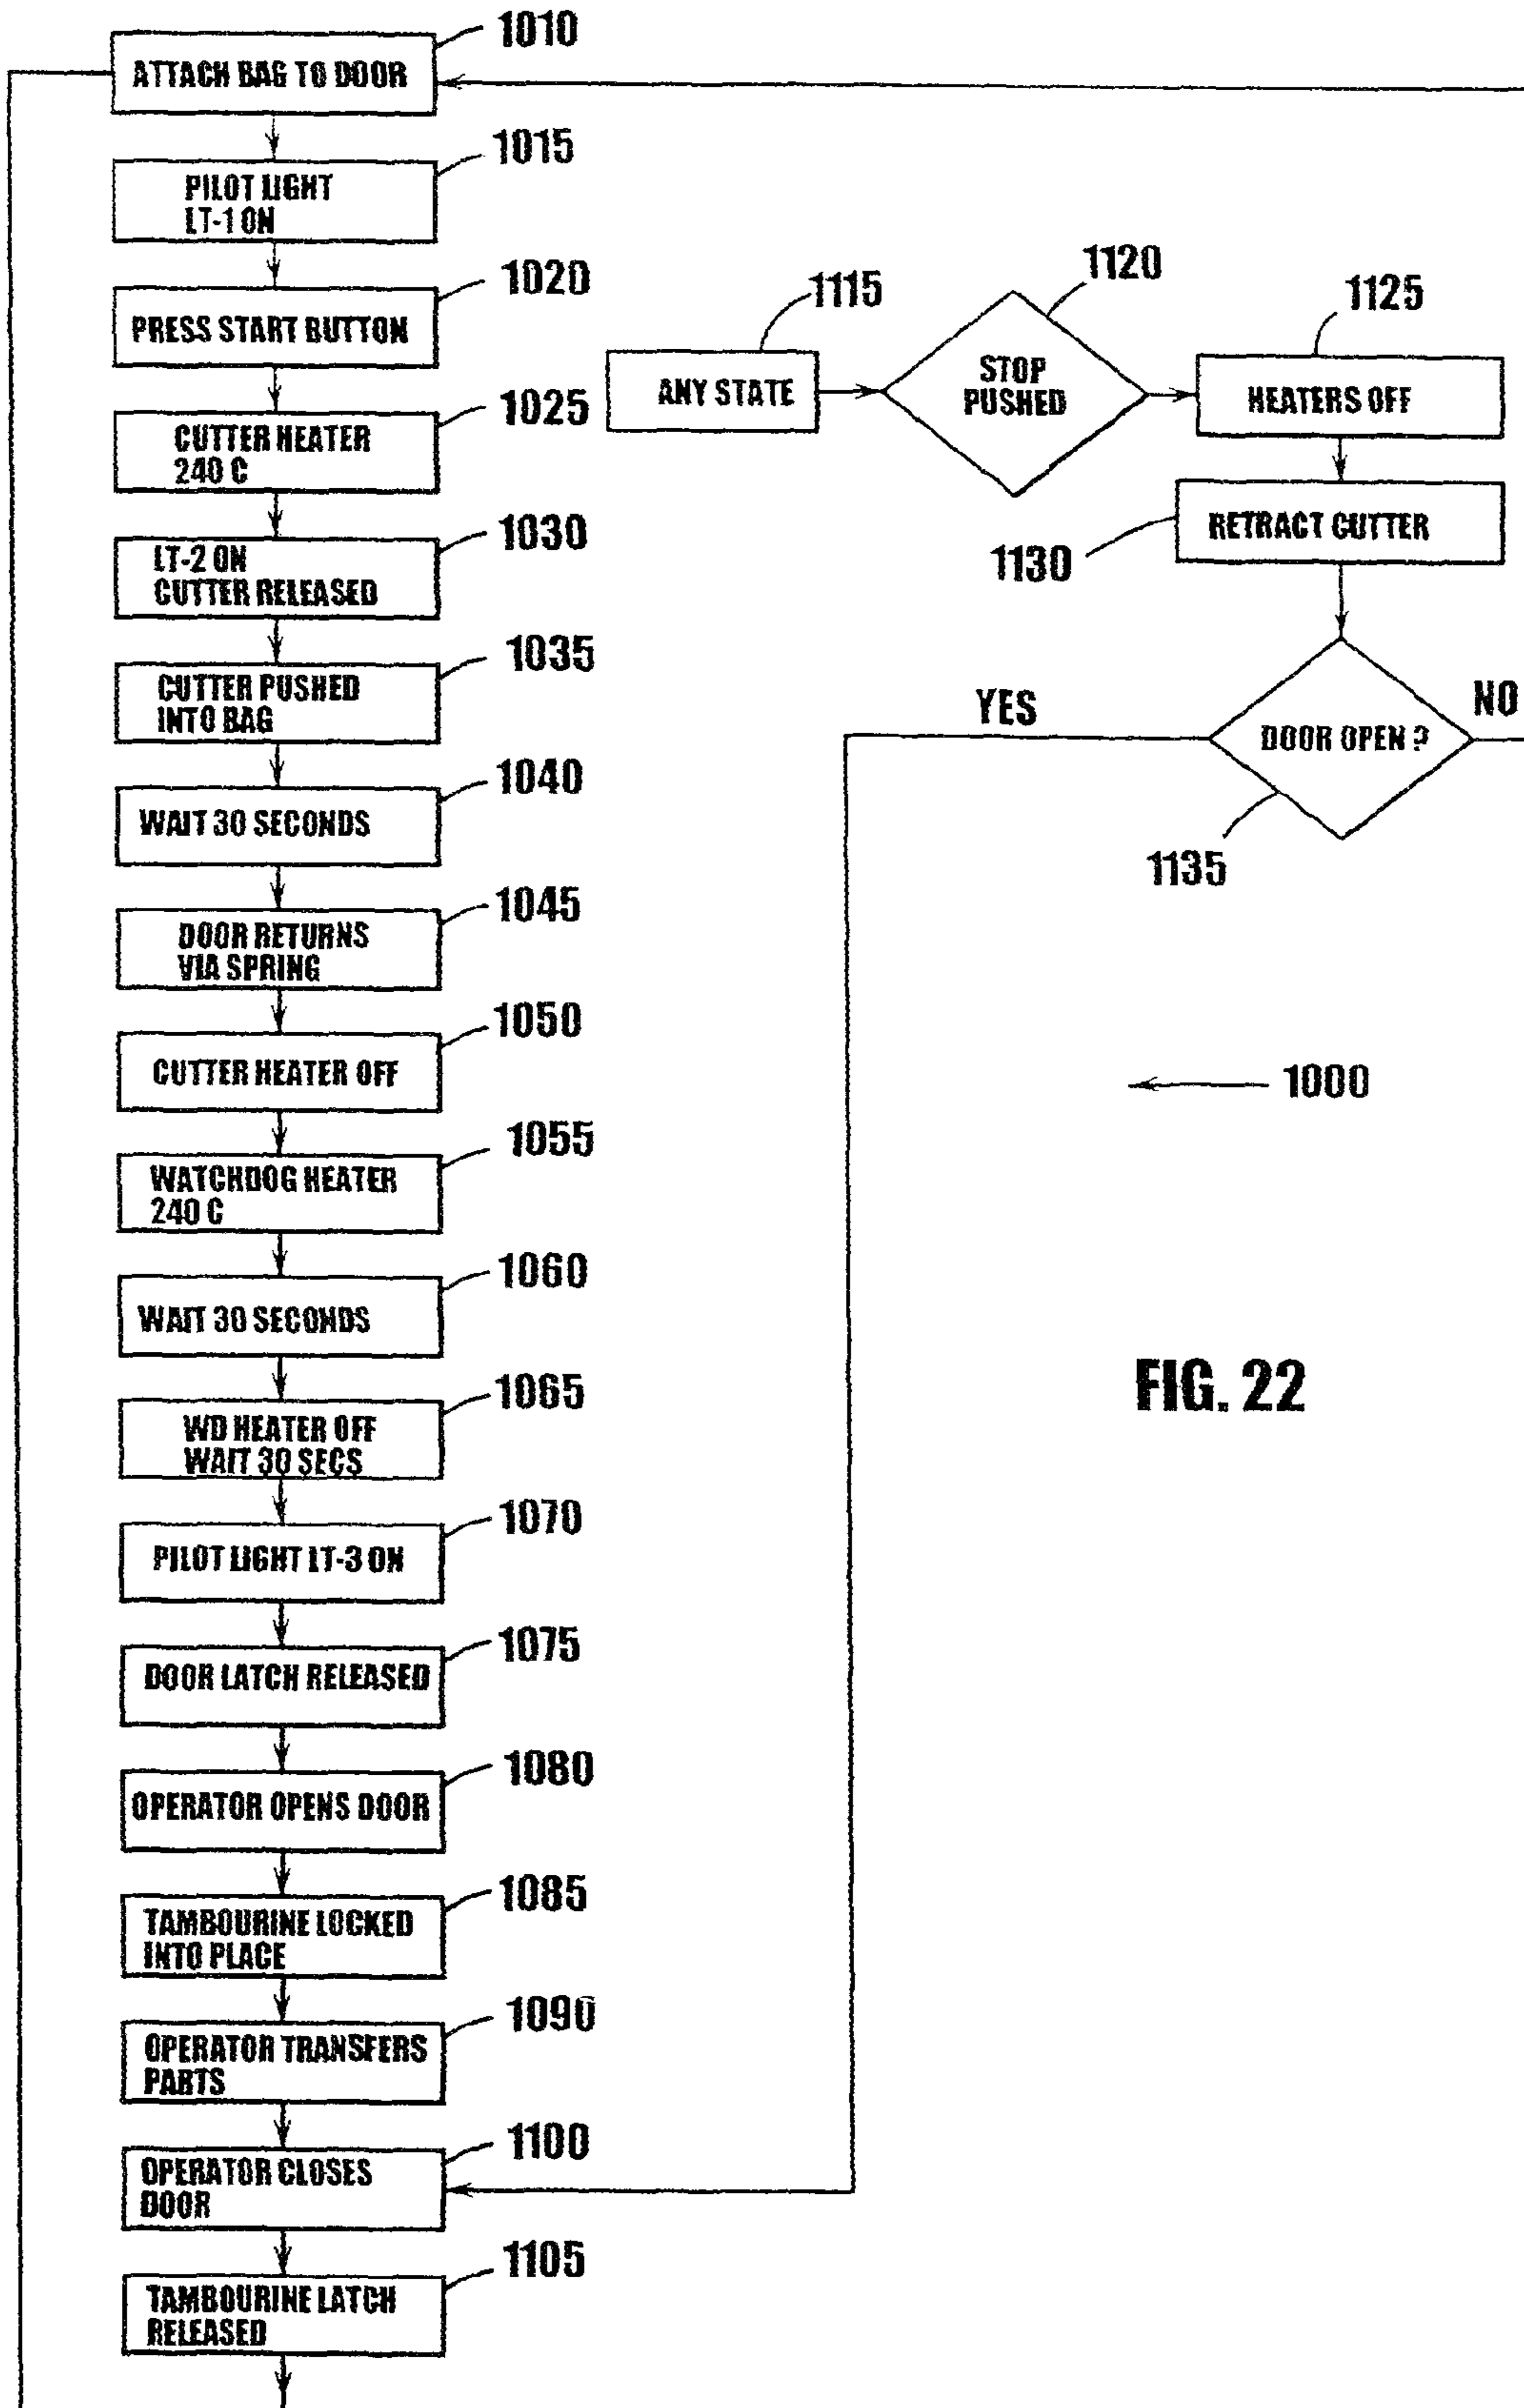 1010
ATTACH BAG TO DOOR
1015
PILOT LIGHT
LT-1 ON
1020
PRESS START BUTTON
1025
CUTTER HEATER
240 C
1030
LT-2 ON
CUTTER RELEASED
1035
CUTTER PUSHED
INTO BAG
1040
WAIT 30 SECONDS
1045
DOOR RETURNS
VIA SPRING
1050
CUTTER HEATER OFF
1055
WATCHDOG HEATER
240 C
1060
WAIT 30 SECONDS
1065
WD HEATER OFF
WAIT 30 SECS
1070
PILOT LIGHT LT-3 ON
1075
DOOR LATCH RELEASED
1080
OPERATOR OPENS DOOR
1085
TAMBOURINE LOCKED
INTO PLACE
1090
OPERATOR TRANSFERS
PARTS
1100
OPERATOR CLOSES
DOOR
1105
TAMBOURINE LATCH
RELEASED
1115
ANY STATE
1120
STOP
PUSHED
1125
HEATERS OFF
1130
RETRACT CUTTER
YES
NO
DOOR OPEN ?
1135
1000
FIG. 22